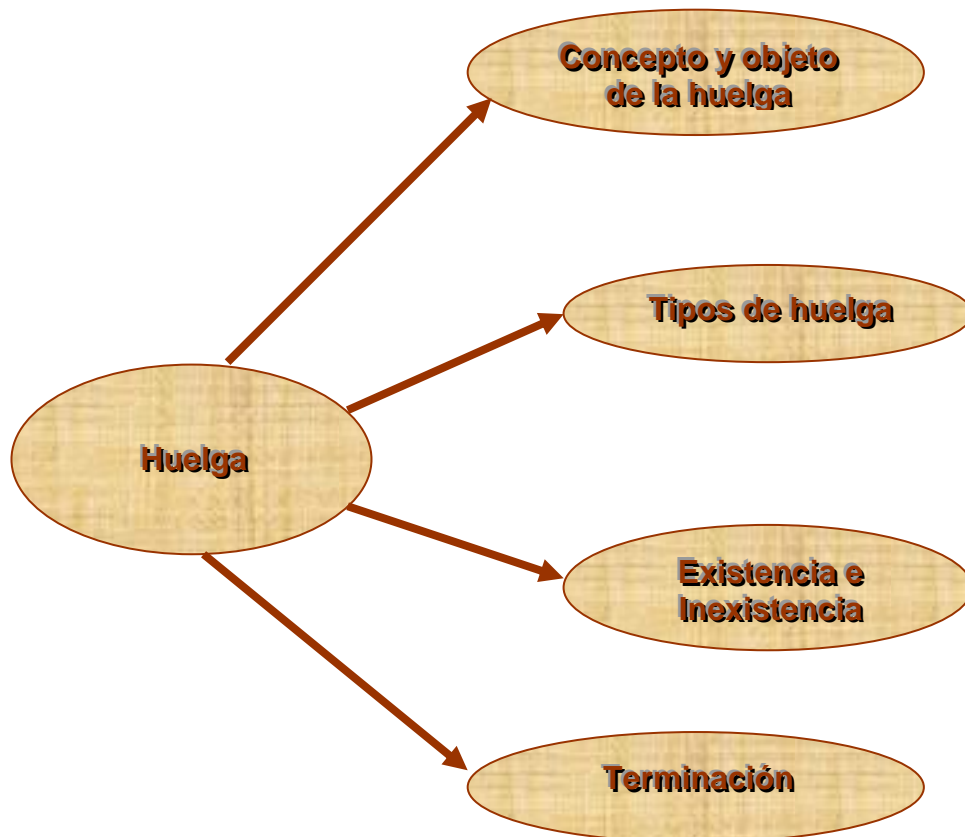 Concepto y objeto
de la huelga
Tipos de huelga
Huelga
Existencia e
Inexistencia
Terminación